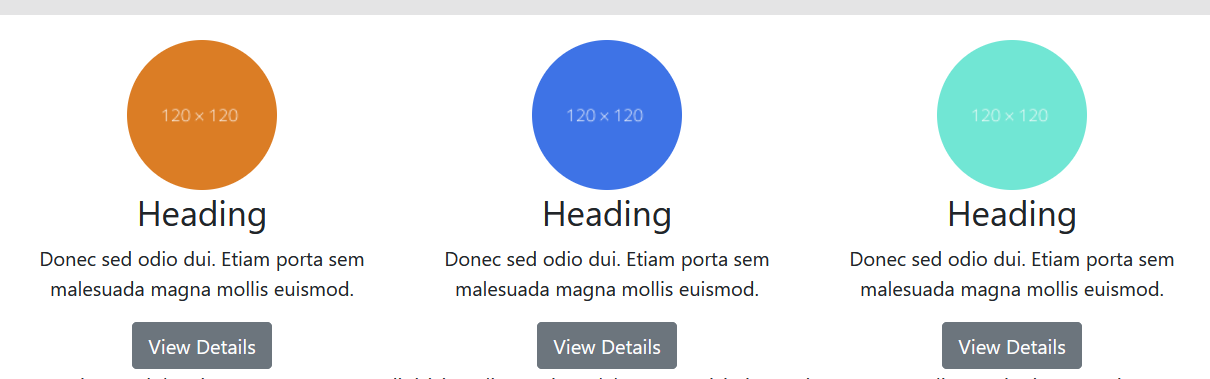 120 × 120
120 × 120
120 × 120
Heading
Heading
Heading
Donec sed odio dui. Etiam porta sem
malesuada magna mollis euismod.
Donec sed odio dui. Etiam porta sem
malesuada magna mollis euismod.
Donec sed odio dui. Etiam porta sem
malesuada magna mollis euismod.
View Details
View Details
View Details